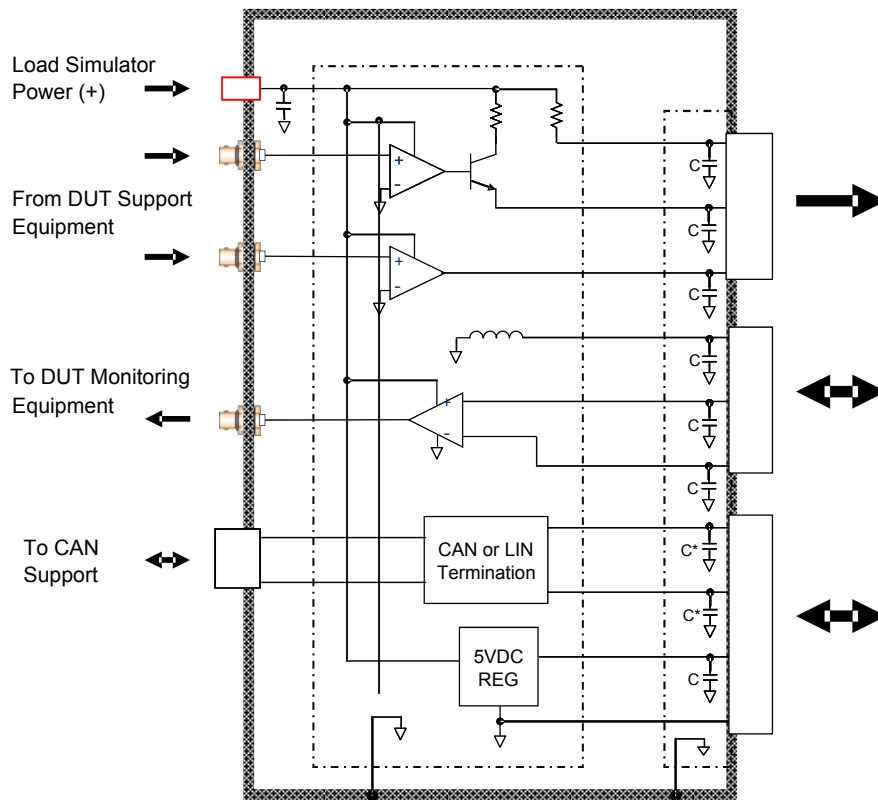 Load Simulator
Power (+)
From DUT Support
Equipment
To DUT Monitoring
Equipment
To CAN
Support
+
-
+
-
+
-
CAN or LIN
Termination
5VDC
REG
C
C
C
C
C
C
C*
C*
C